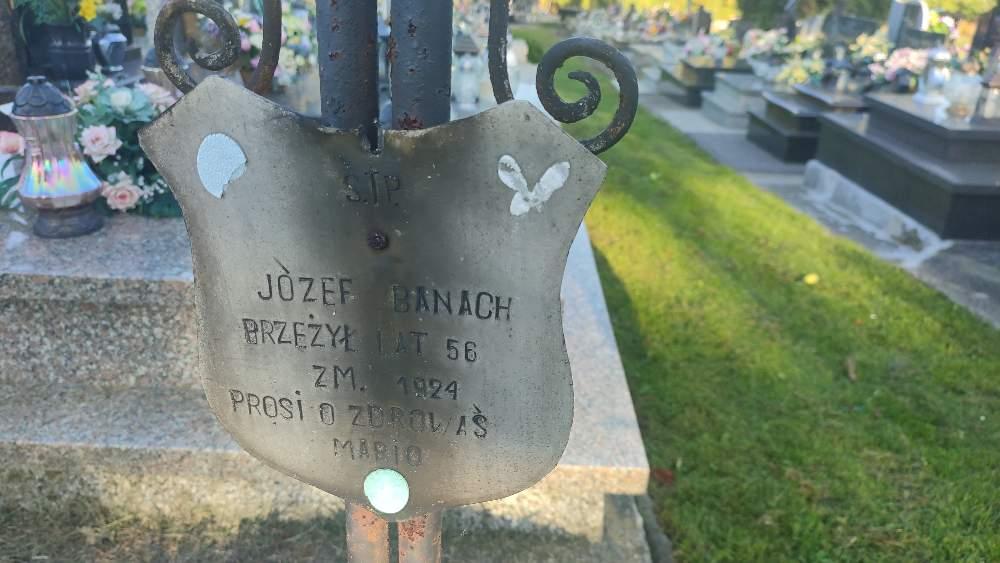 Ś.†P.
JÓZEF BANACH
BRZEŻYŁ LAT 56
ZM. 1924
PROSI O ZDROWAŚ
MARIO